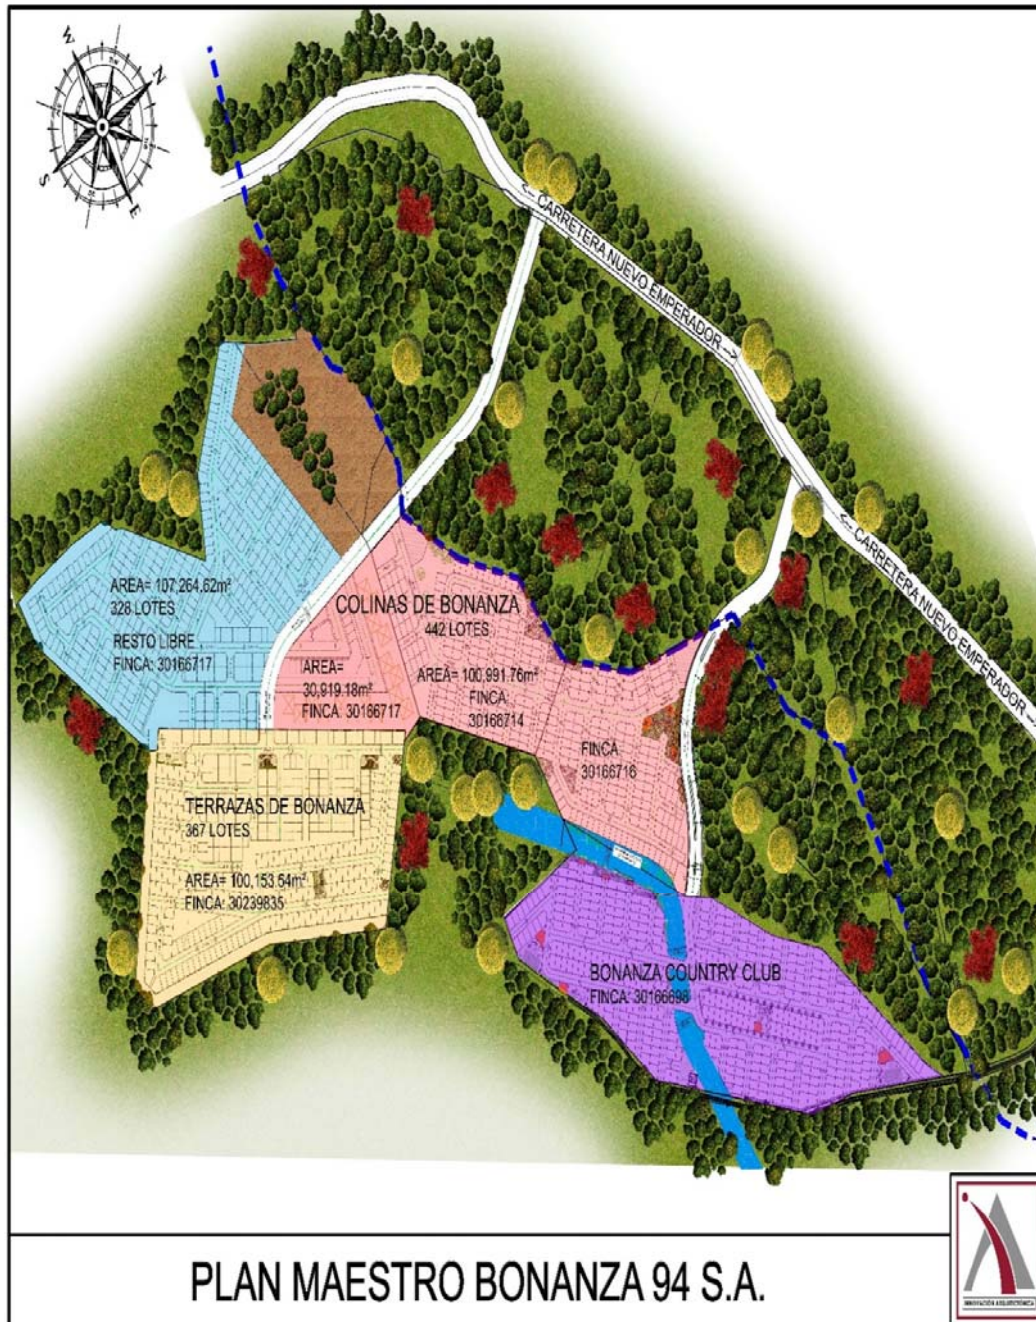 W
N
S
E
<-- CARRETERA NUEVO EMPERADOR -->
<-- CARRETERA NUEVO EMPERADOR -->
AREA= 107,264.62m²
328 LOTES
RESTO LIBRE
FINCA: 30166717
COLINAS DE BONANZA
442 LOTES
AREA=
30,919.18m²
FINCA: 30166717
AREA= 100,991.76m²
FINCA:
30166714
FINCA
30166716
TERRAZAS DE BONANZA
367 LOTES
AREA= 100,153.54m²
FINCA: 30239835
BONANZA COUNTRY CLUB
FINCA: 30166698
PLAN MAESTRO BONANZA 94 S.A.
INNOVACIÓN ARQUITECTÓNICA